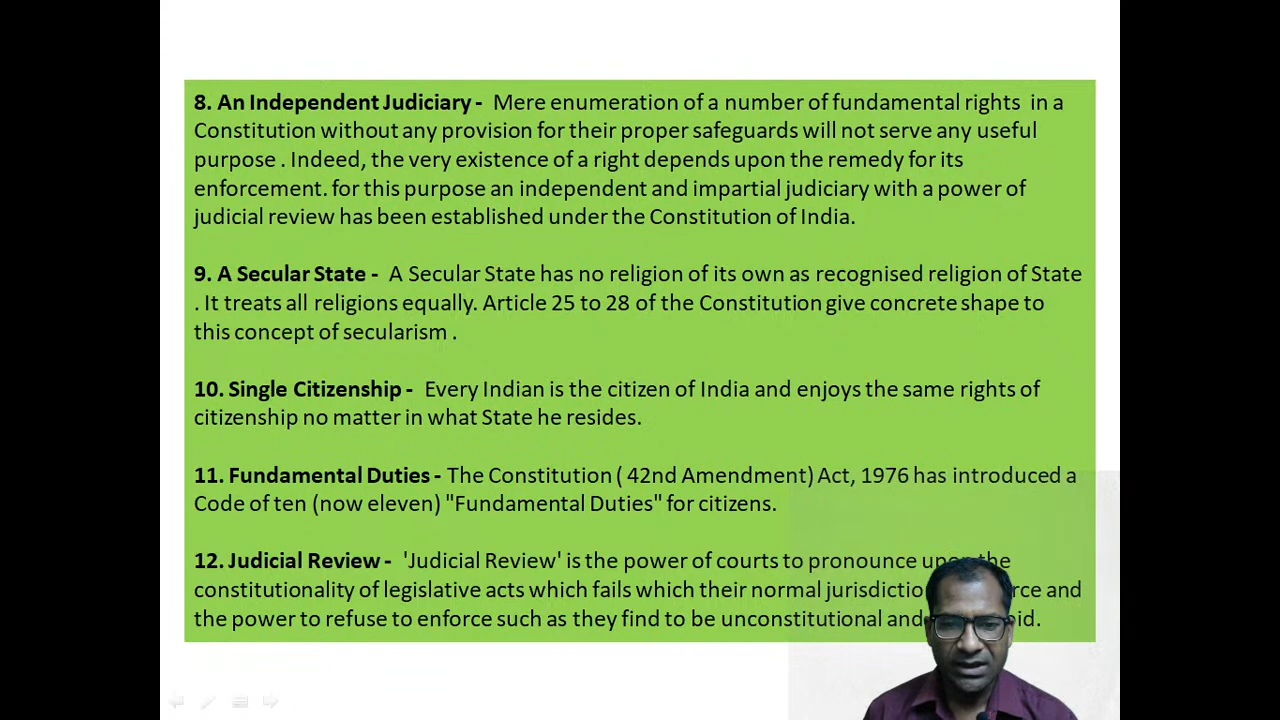 8. An Independent Judiciary - Mere enumeration of a number of fundamental rights in a
Constitution without any provision for their proper safeguards will not serve any useful
purpose . Indeed, the very existence of a right depends upon the remedy for its
enforcement. for this purpose an independent and impartial judiciary with a power of
judicial review has been established under the Constitution of India.
9. A Secular State - A Secular State has no religion of its own as recognised religion of State
. It treats all religions equally. Article 25 to 28 of the Constitution give concrete shape to
this concept of secularism .
10. Single Citizenship - Every Indian is the citizen of India and enjoys the same rights of
citizenship no matter in what State he resides.
11. Fundamental Duties - The Constitution ( 42nd Amendment) Act, 1976 has introduced a
Code of ten (now eleven) "Fundamental Duties" for citizens.
12. Judicial Review - 'Judicial Review' is the power of courts to pronounce upon the
constitutionality of legislative acts which fails which their normal and
the power to refuse to enforce such as they find to be unconstitutional and